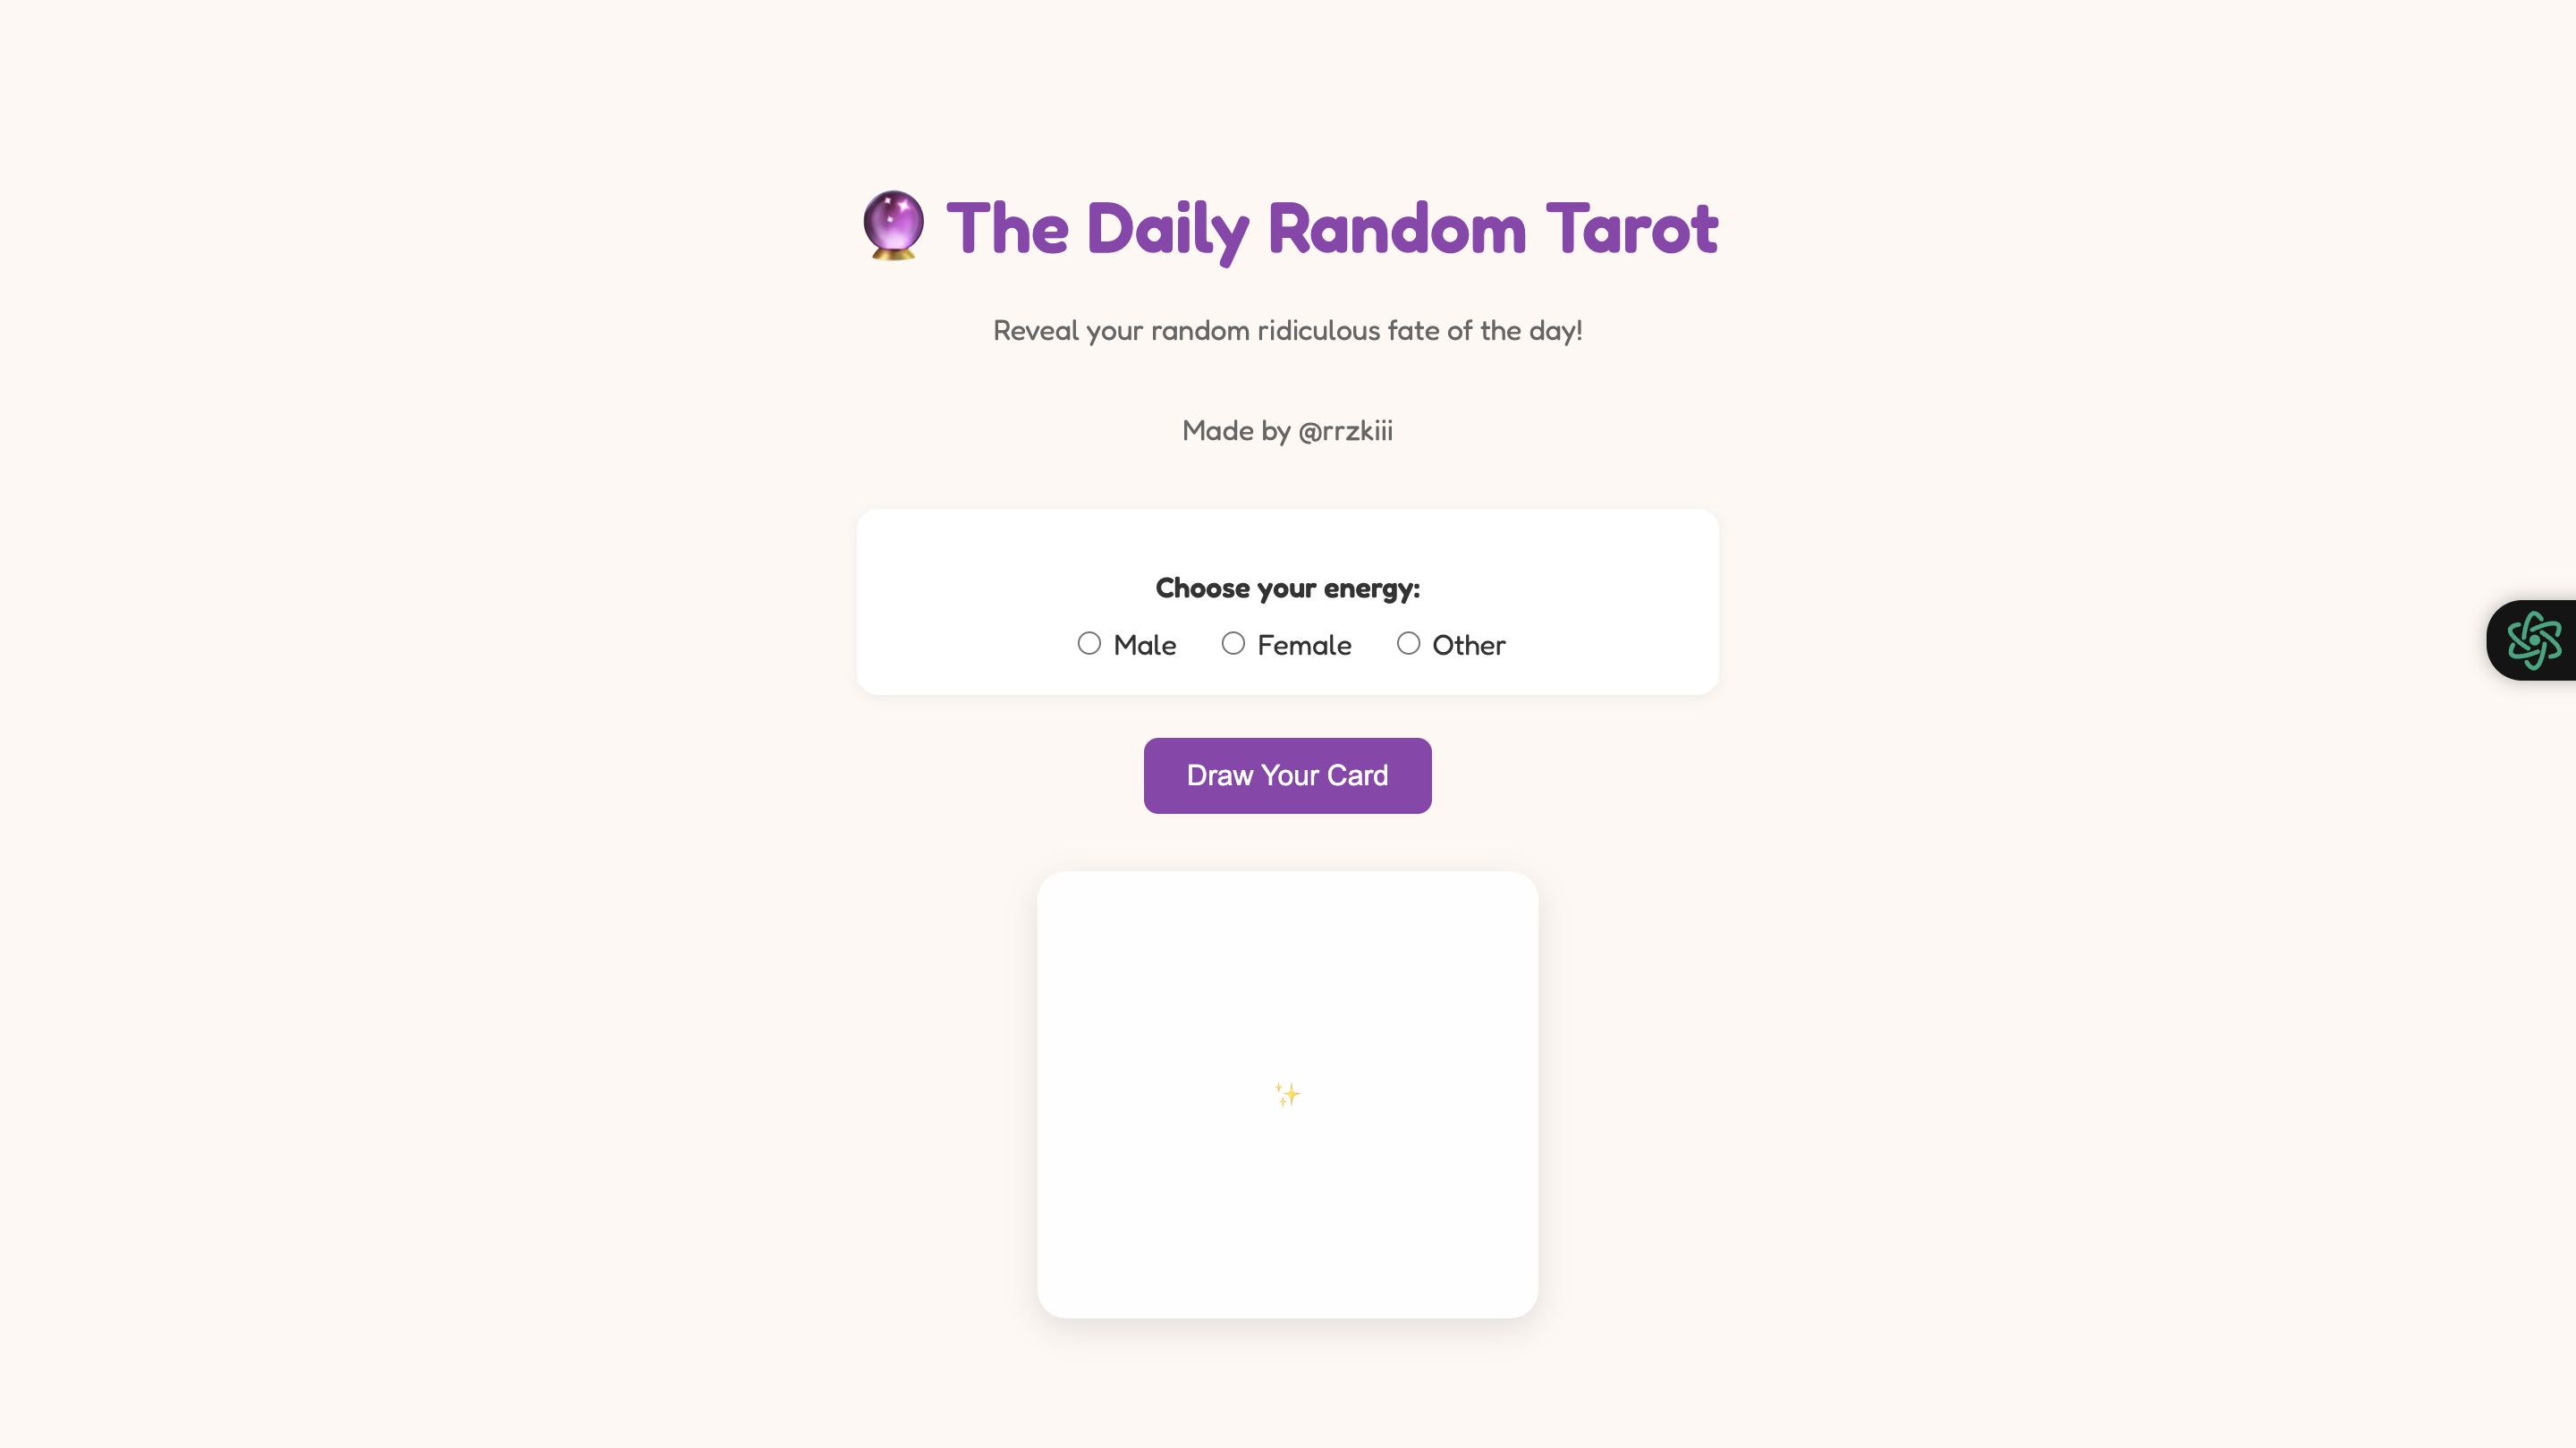 🔮 The Daily Random Tarot
Reveal your random ridiculous fate of the day!
Made by @rrzkiii
Choose your energy:
Male Female Other
Draw Your Card
✨